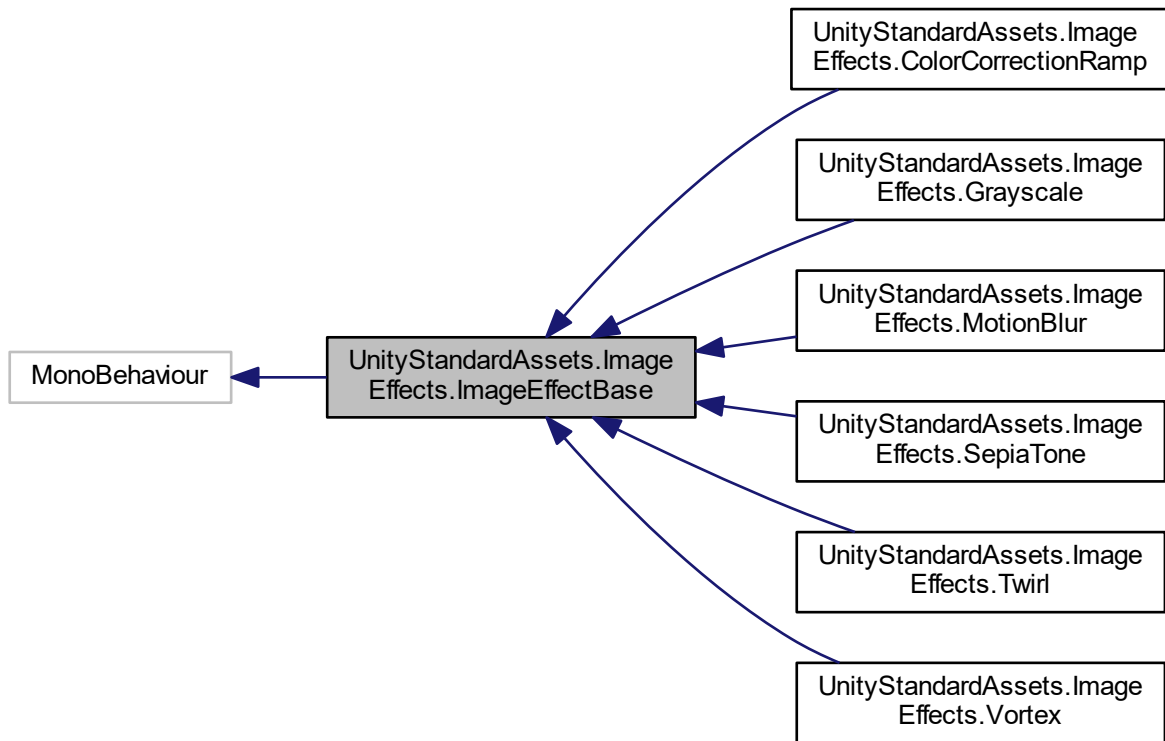 UnityStandardAssets.Image
Effects.ColorCorrectionRamp
UnityStandardAssets.Image
Effects.Grayscale
UnityStandardAssets.Image
Effects.MotionBlur
MonoBehaviour
UnityStandardAssets.Image
Effects.ImageEffectBase
UnityStandardAssets.Image
Effects.SepiaTone
UnityStandardAssets.Image
Effects.Twirl
UnityStandardAssets.Image
Effects.Vortex